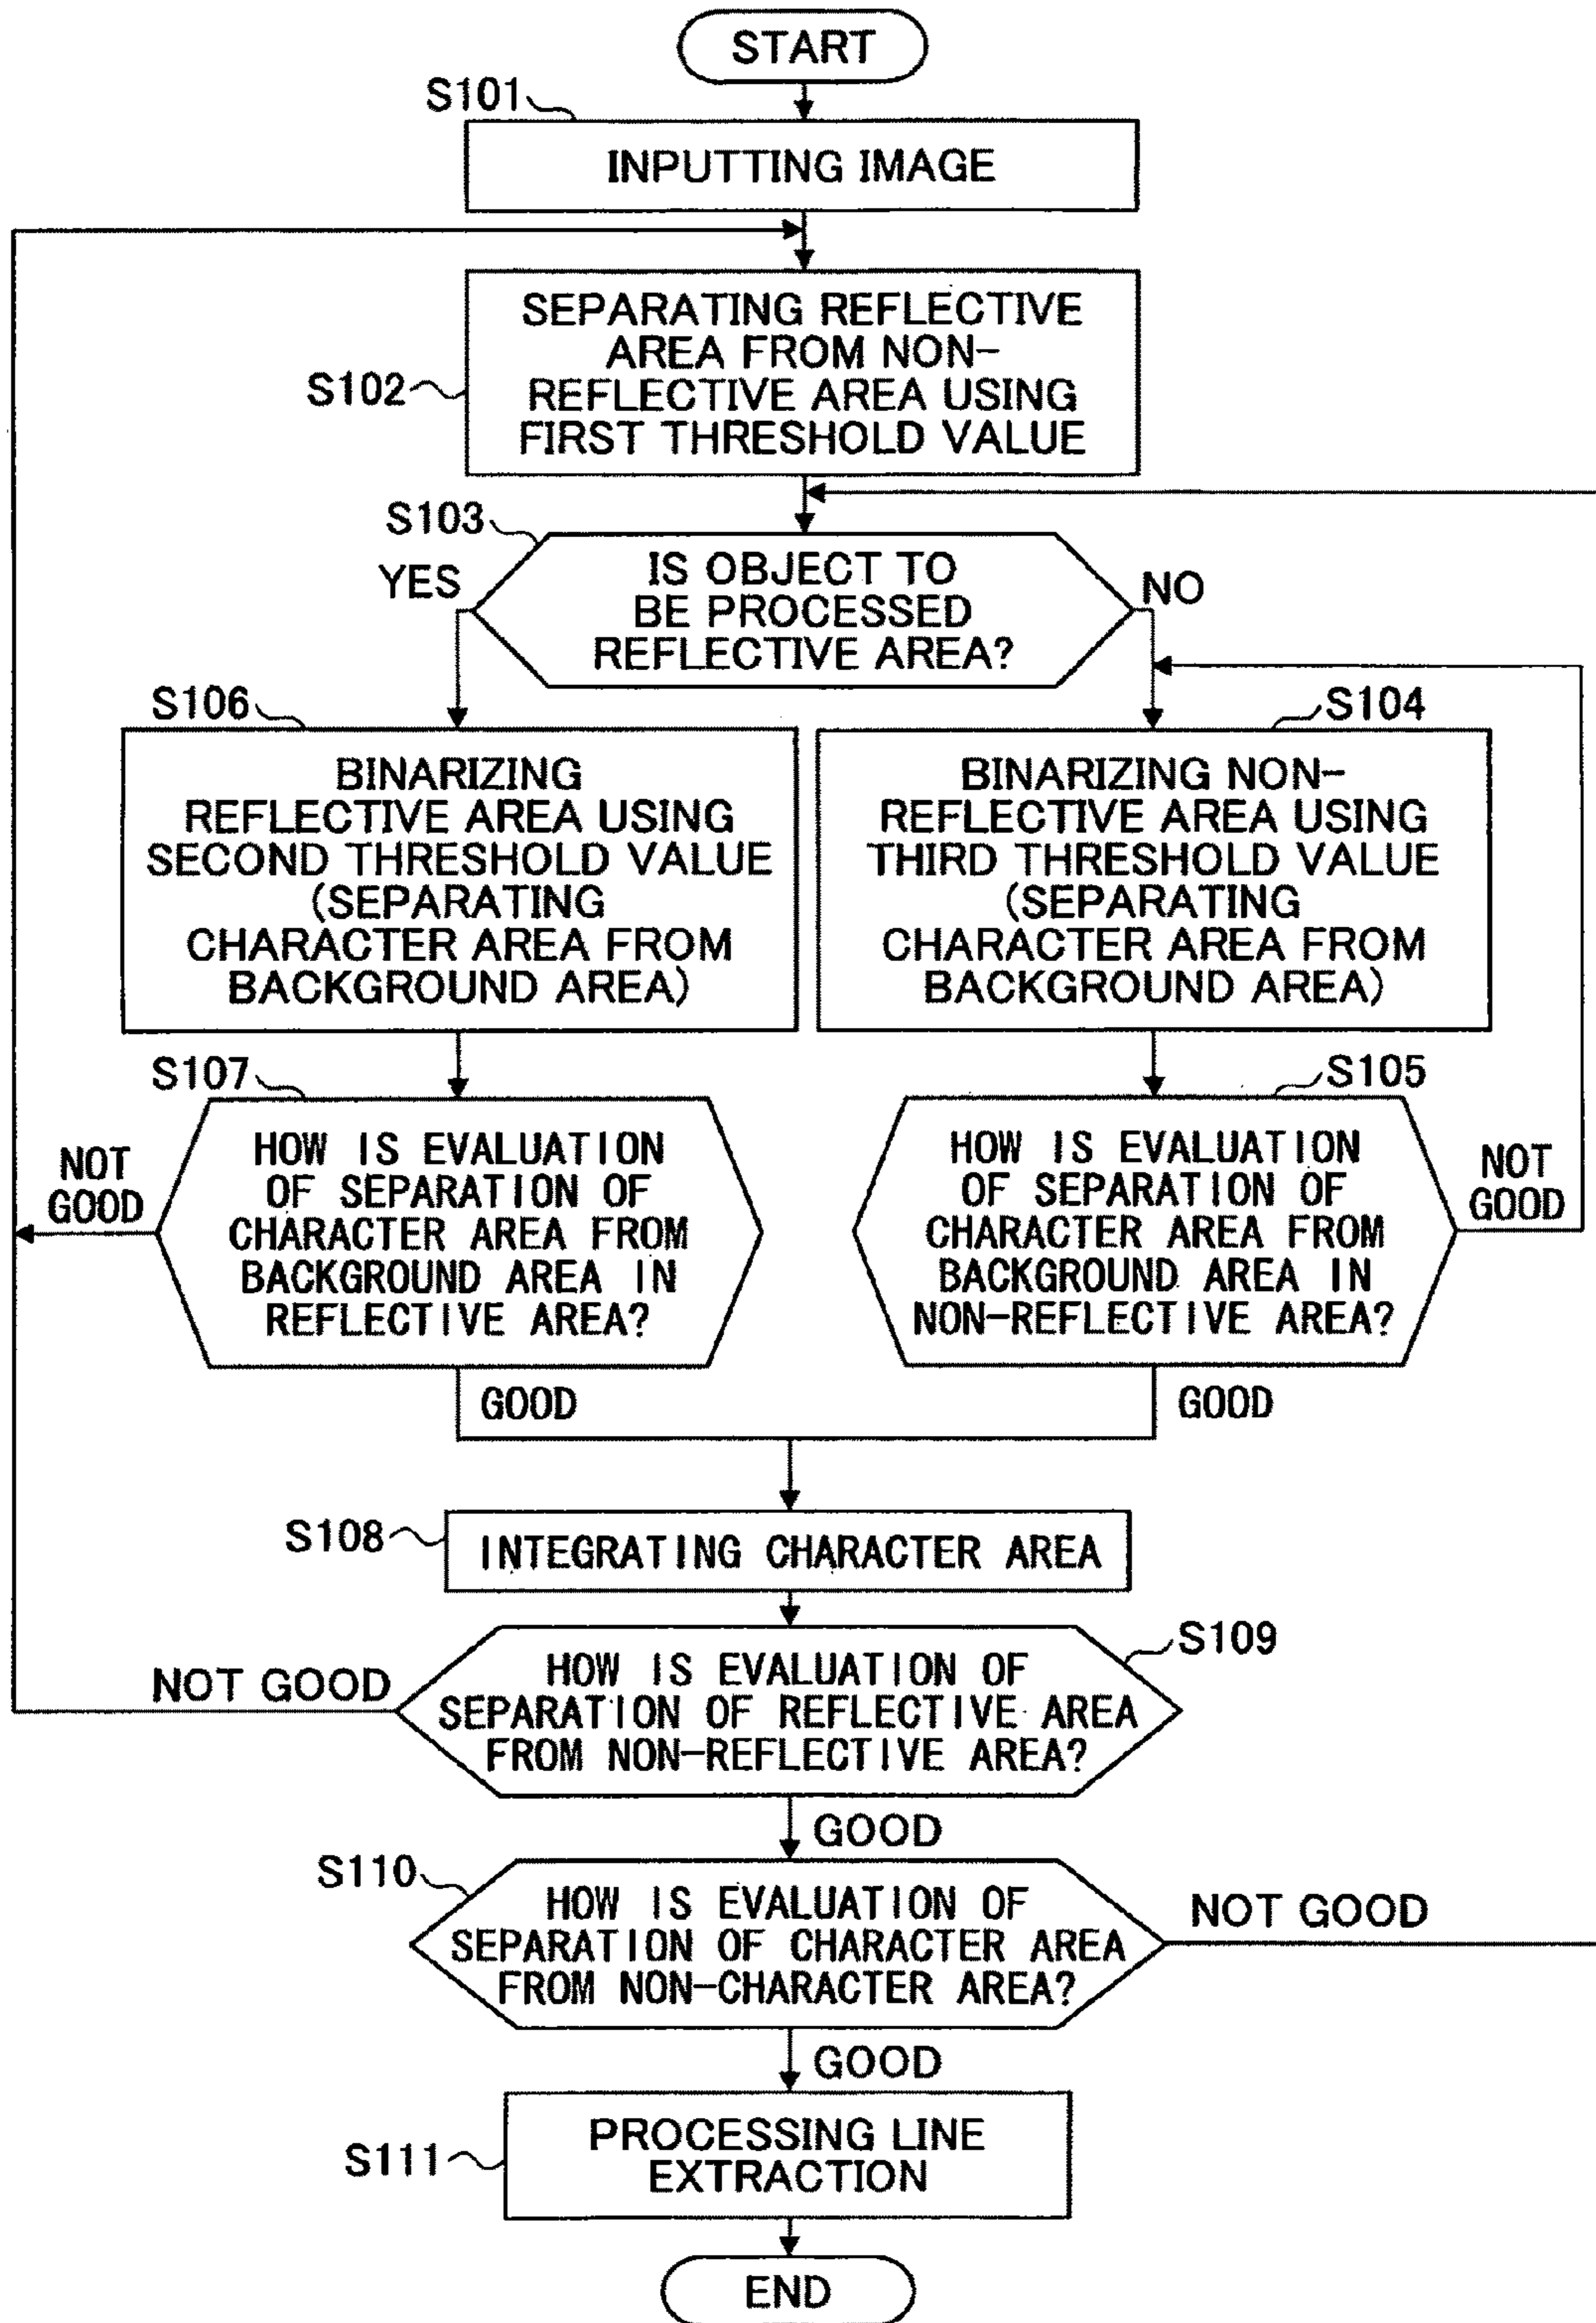 START
S101
INPUTTING IMAGE
SEPARATING REFLECTIVE
AREA FROM NON-
S102
REFLECTIVE AREA USING
FIRST THRESHOLD VALUE
S103
YES
IS OBJECT TO
BE PROCESSED
REFLECTIVE AREA?
NO
S106
BINARIZING
REFLECTIVE AREA USING
SECOND THRESHOLD VALUE
(SEPARATING
CHARACTER AREA FROM
BACKGROUND AREA)
S104
BINARIZING NON-
REFLECTIVE AREA USING
THIRD THRESHOLD VALUE
(SEPARATING
CHARACTER AREA FROM
BACKGROUND AREA)
S107
NOT
GOOD
HOW IS EVALUATION
OF SEPARATION OF
CHARACTER AREA FROM
BACKGROUND AREA IN
REFLECTIVE AREA?
GOOD
S105
HOW IS EVALUATION
OF SEPARATION OF
CHARACTER AREA FROM
BACKGROUND AREA IN
NON-REFLECTIVE AREA?
NOT
GOOD
GOOD
S108
INTEGRATING CHARACTER AREA
S109
NOT GOOD
HOW IS EVALUATION OF
SEPARATION OF REFLECTIVE AREA
FROM NON-REFLECTIVE AREA?
GOOD
S110
HOW IS EVALUATION OF
SEPARATION OF CHARACTER AREA
FROM NON-CHARACTER AREA?
NOT GOOD
GOOD
S111
PROCESSING LINE
EXTRACTION
END